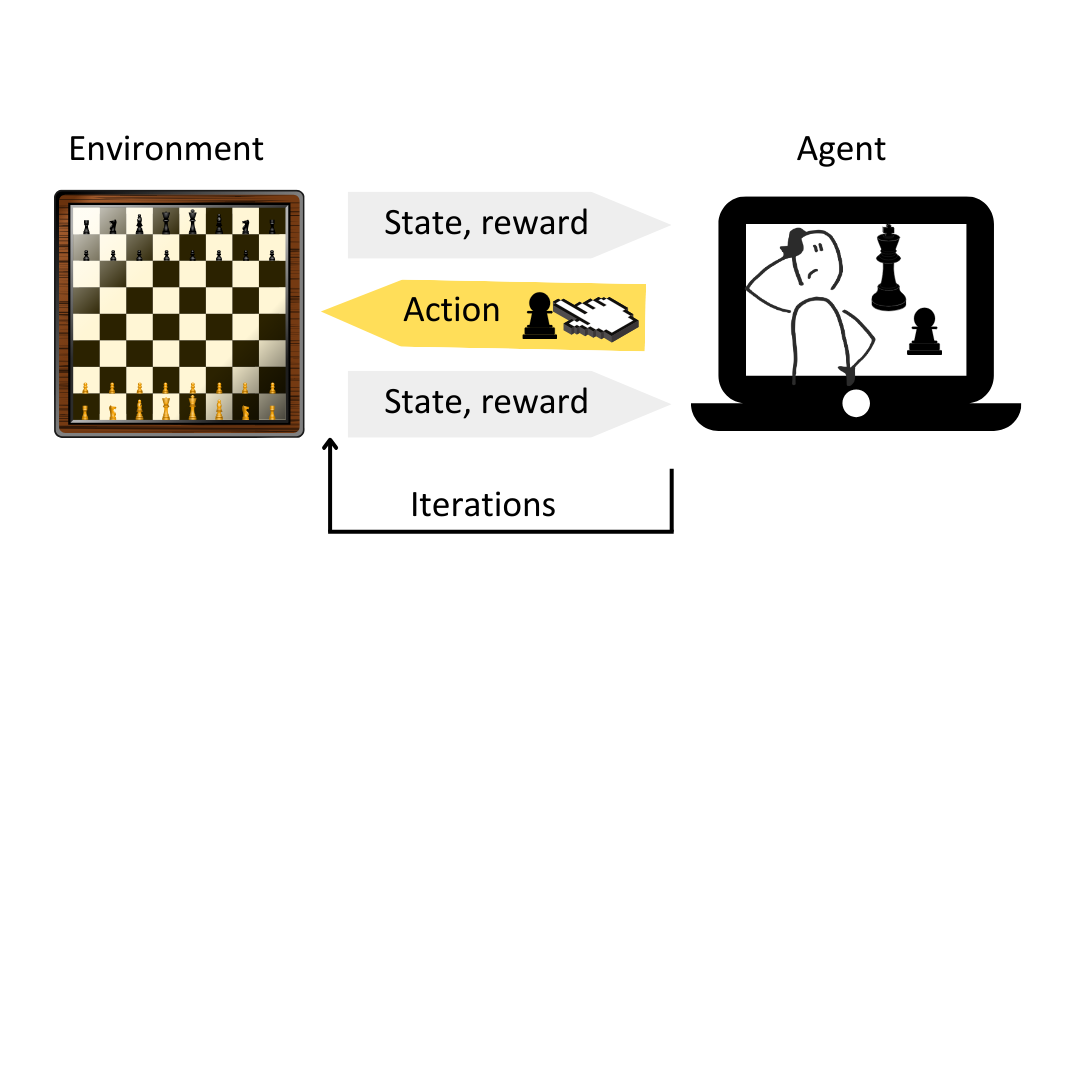 Environment
Agent
State, reward
Action
State, reward
Iterations